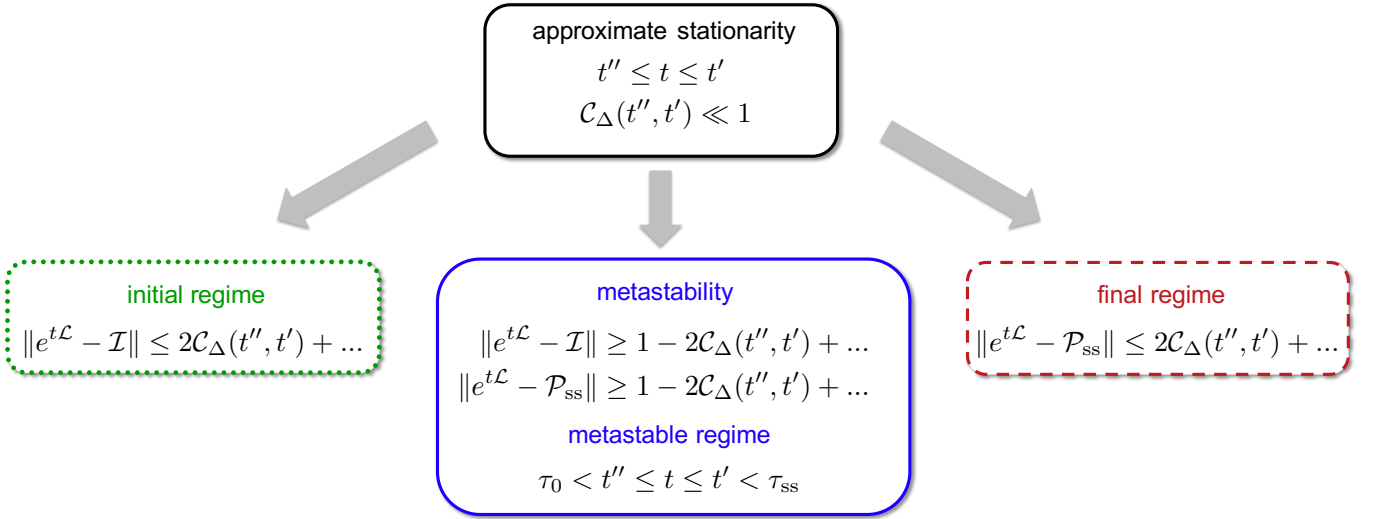 approximate stationarity
t'' ≤ t ≤ t'
𝒞_Δ(t'', t') ≪ 1
initial regime
‖e^{tℒ} − ℐ‖ ≤ 2𝒞_Δ(t'', t') + ...
metastability
‖e^{tℒ} − ℐ‖ ≥ 1 − 2𝒞_Δ(t'', t') + ...
‖e^{tℒ} − 𝒫_ss‖ ≥ 1 − 2𝒞_Δ(t'', t') + ...
metastable regime
τ_0 < t'' ≤ t ≤ t' < τ_ss
final regime
‖e^{tℒ} − 𝒫_ss‖ ≤ 2𝒞_Δ(t'', t') + ...